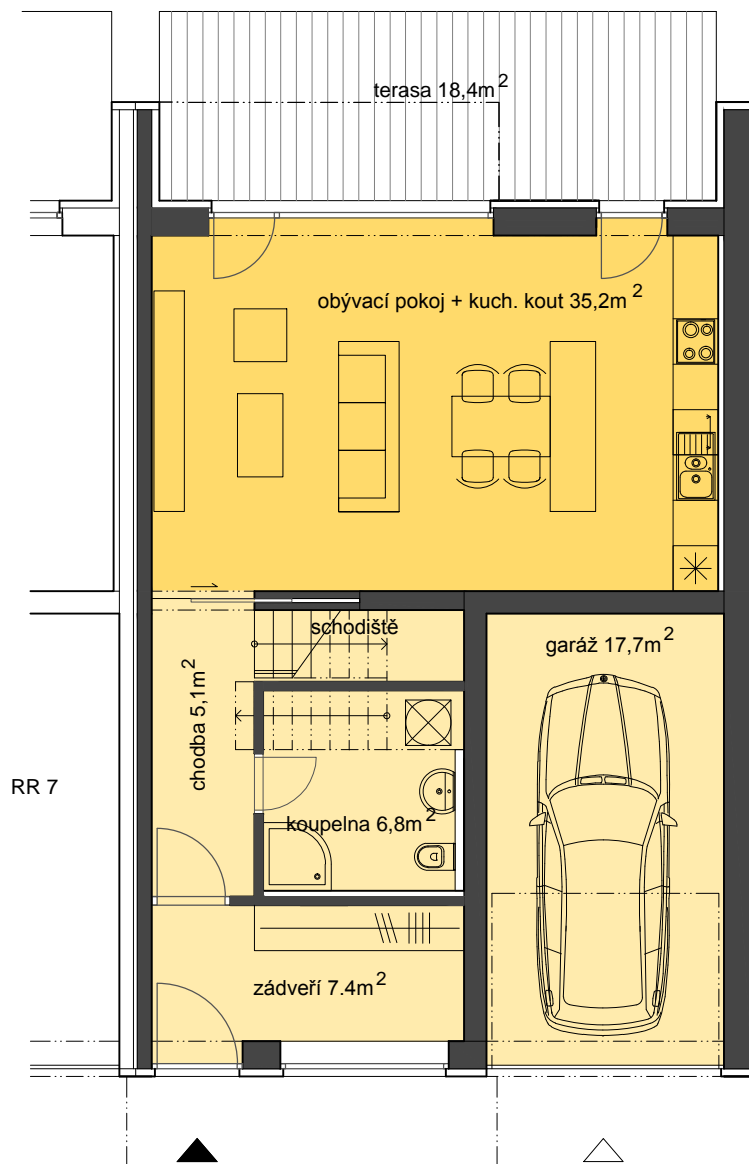 terasa 18,4m²
obývací pokoj + kuch. kout 35,2m²
schodiště
garáž 17,7m²
chodba 5,1m²
RR 7
koupelna 6,8m²
zádveří 7.4m²